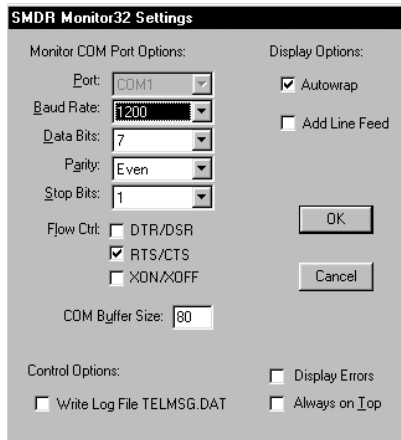 SMDR Monitor32 Settings
Monitor COM Port Options:
Port: COM1
Baud Rate: 1200
Data Bits: 7
Parity: Even
Stop Bits: 1
Flow Ctrl: DTR/DSR
RTS/CTS
XON/XOFF
COM Buffer Size: 80
Control Options:
Write Log File TELMSG.DAT
Display Options:
Autowrap
Add Line Feed
OK
Cancel
Display Errors
Always on Top